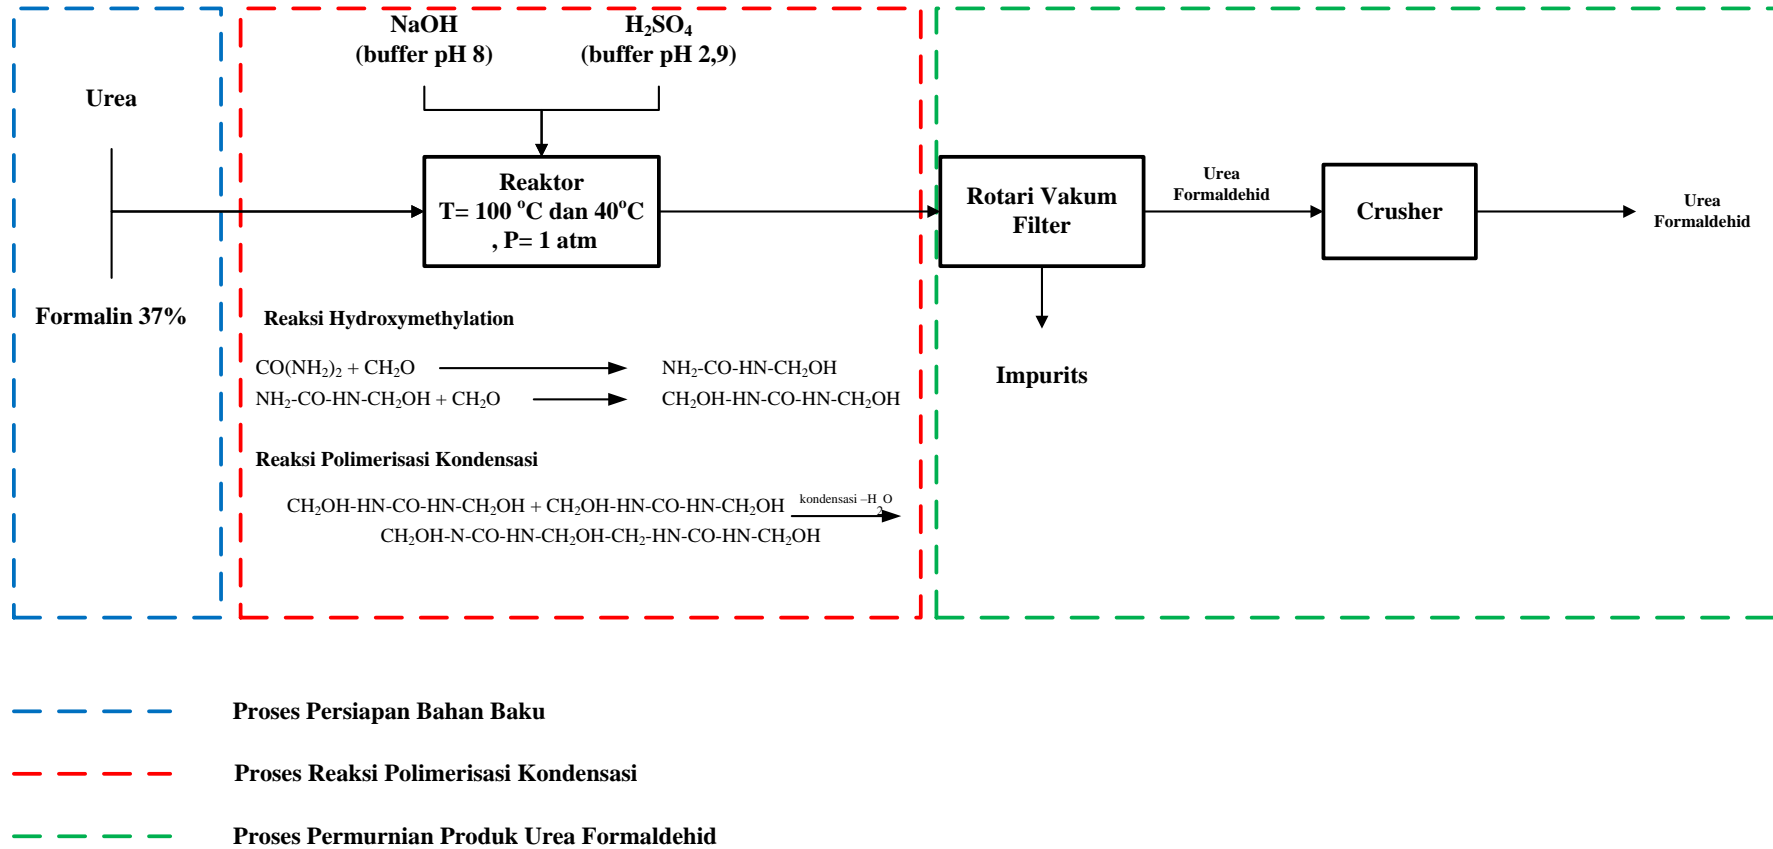 Urea
Formalin 37%
NaOH
(buffer pH 8)
H₂SO₄
(buffer pH 2,9)
Reaktor
T= 100 °C dan 40°C
, P= 1 atm
Reaksi Hydroxymethylation
CO(NH₂)₂ + CH₂O NH₂-CO-HN-CH₂OH
NH₂-CO-HN-CH₂OH + CH₂O CH₂OH-HN-CO-HN-CH₂OH
Reaksi Polimerisasi Kondensasi
CH₂OH-HN-CO-HN-CH₂OH + CH₂OH-HN-CO-HN-CH₂OH kondensasi –H₂O
CH₂OH-N-CO-HN-CH₂OH-CH₂-HN-CO-HN-CH₂OH
Rotari Vakum
Filter
Impurits
Urea
Formaldehid
Crusher
Urea
Formaldehid
Proses Persiapan Bahan Baku
Proses Reaksi Polimerisasi Kondensasi
Proses Permurnian Produk Urea Formaldehid